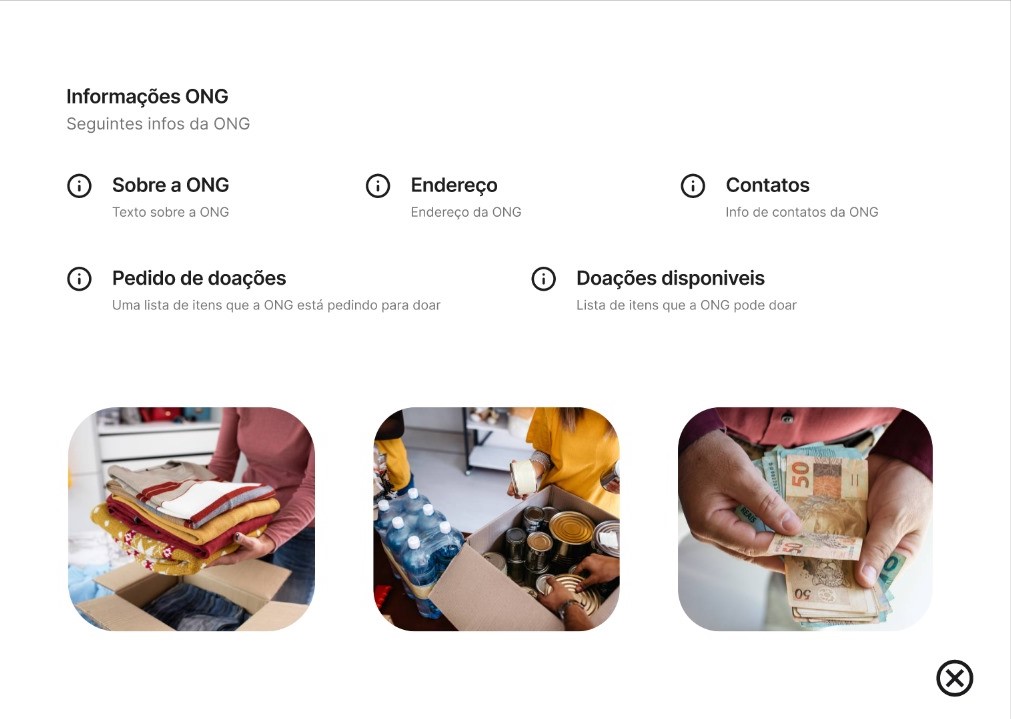 Informações ONG
Seguintes infos da ONG
Sobre a ONG
Texto sobre a ONG
Endereço
Endereço da ONG
Contatos
Info de contatos da ONG
Pedido de doações
Uma lista de itens que a ONG está pedindo para doar
Doações disponiveis
Lista de itens que a ONG pode doar
50
50
50
REAIS